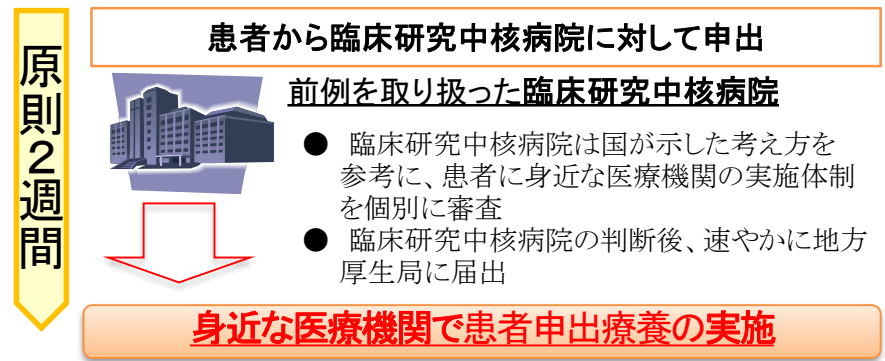 原則2週間
患者から臨床研究中核病院に対して申出
前例を取り扱った臨床研究中核病院
● 臨床研究中核病院は国が示した考え方を
参考に、患者に身近な医療機関の実施体制
を個別に審査
● 臨床研究中核病院の判断後、速やかに地方
厚生局に届出
身近な医療機関で患者申出療養の実施